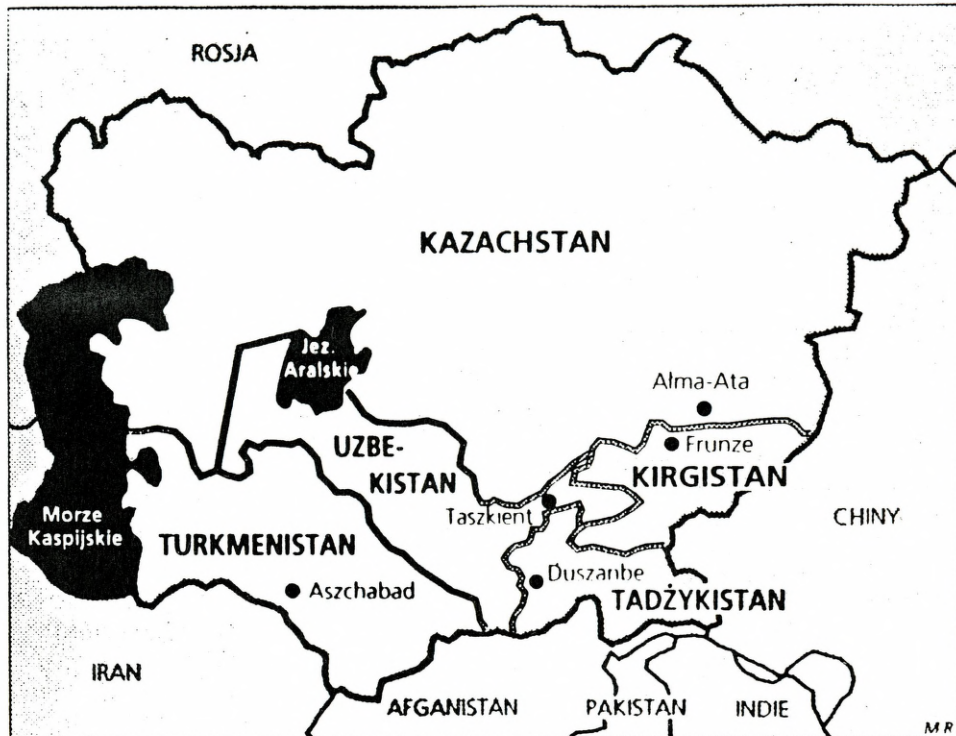 ROSJA
KAZACHSTAN
Jez.
Aralskie
Ałma-Ata
Frunze
UZBE-
KISTAN
KIRGISTAN
Taszkient
CHINY
Morze
Kaspijskie
TURKMENISTAN
Aszchabad
Duszanbe
TADŻYKISTAN
IRAN
AFGANISTAN
PAKISTAN
INDIE
MR